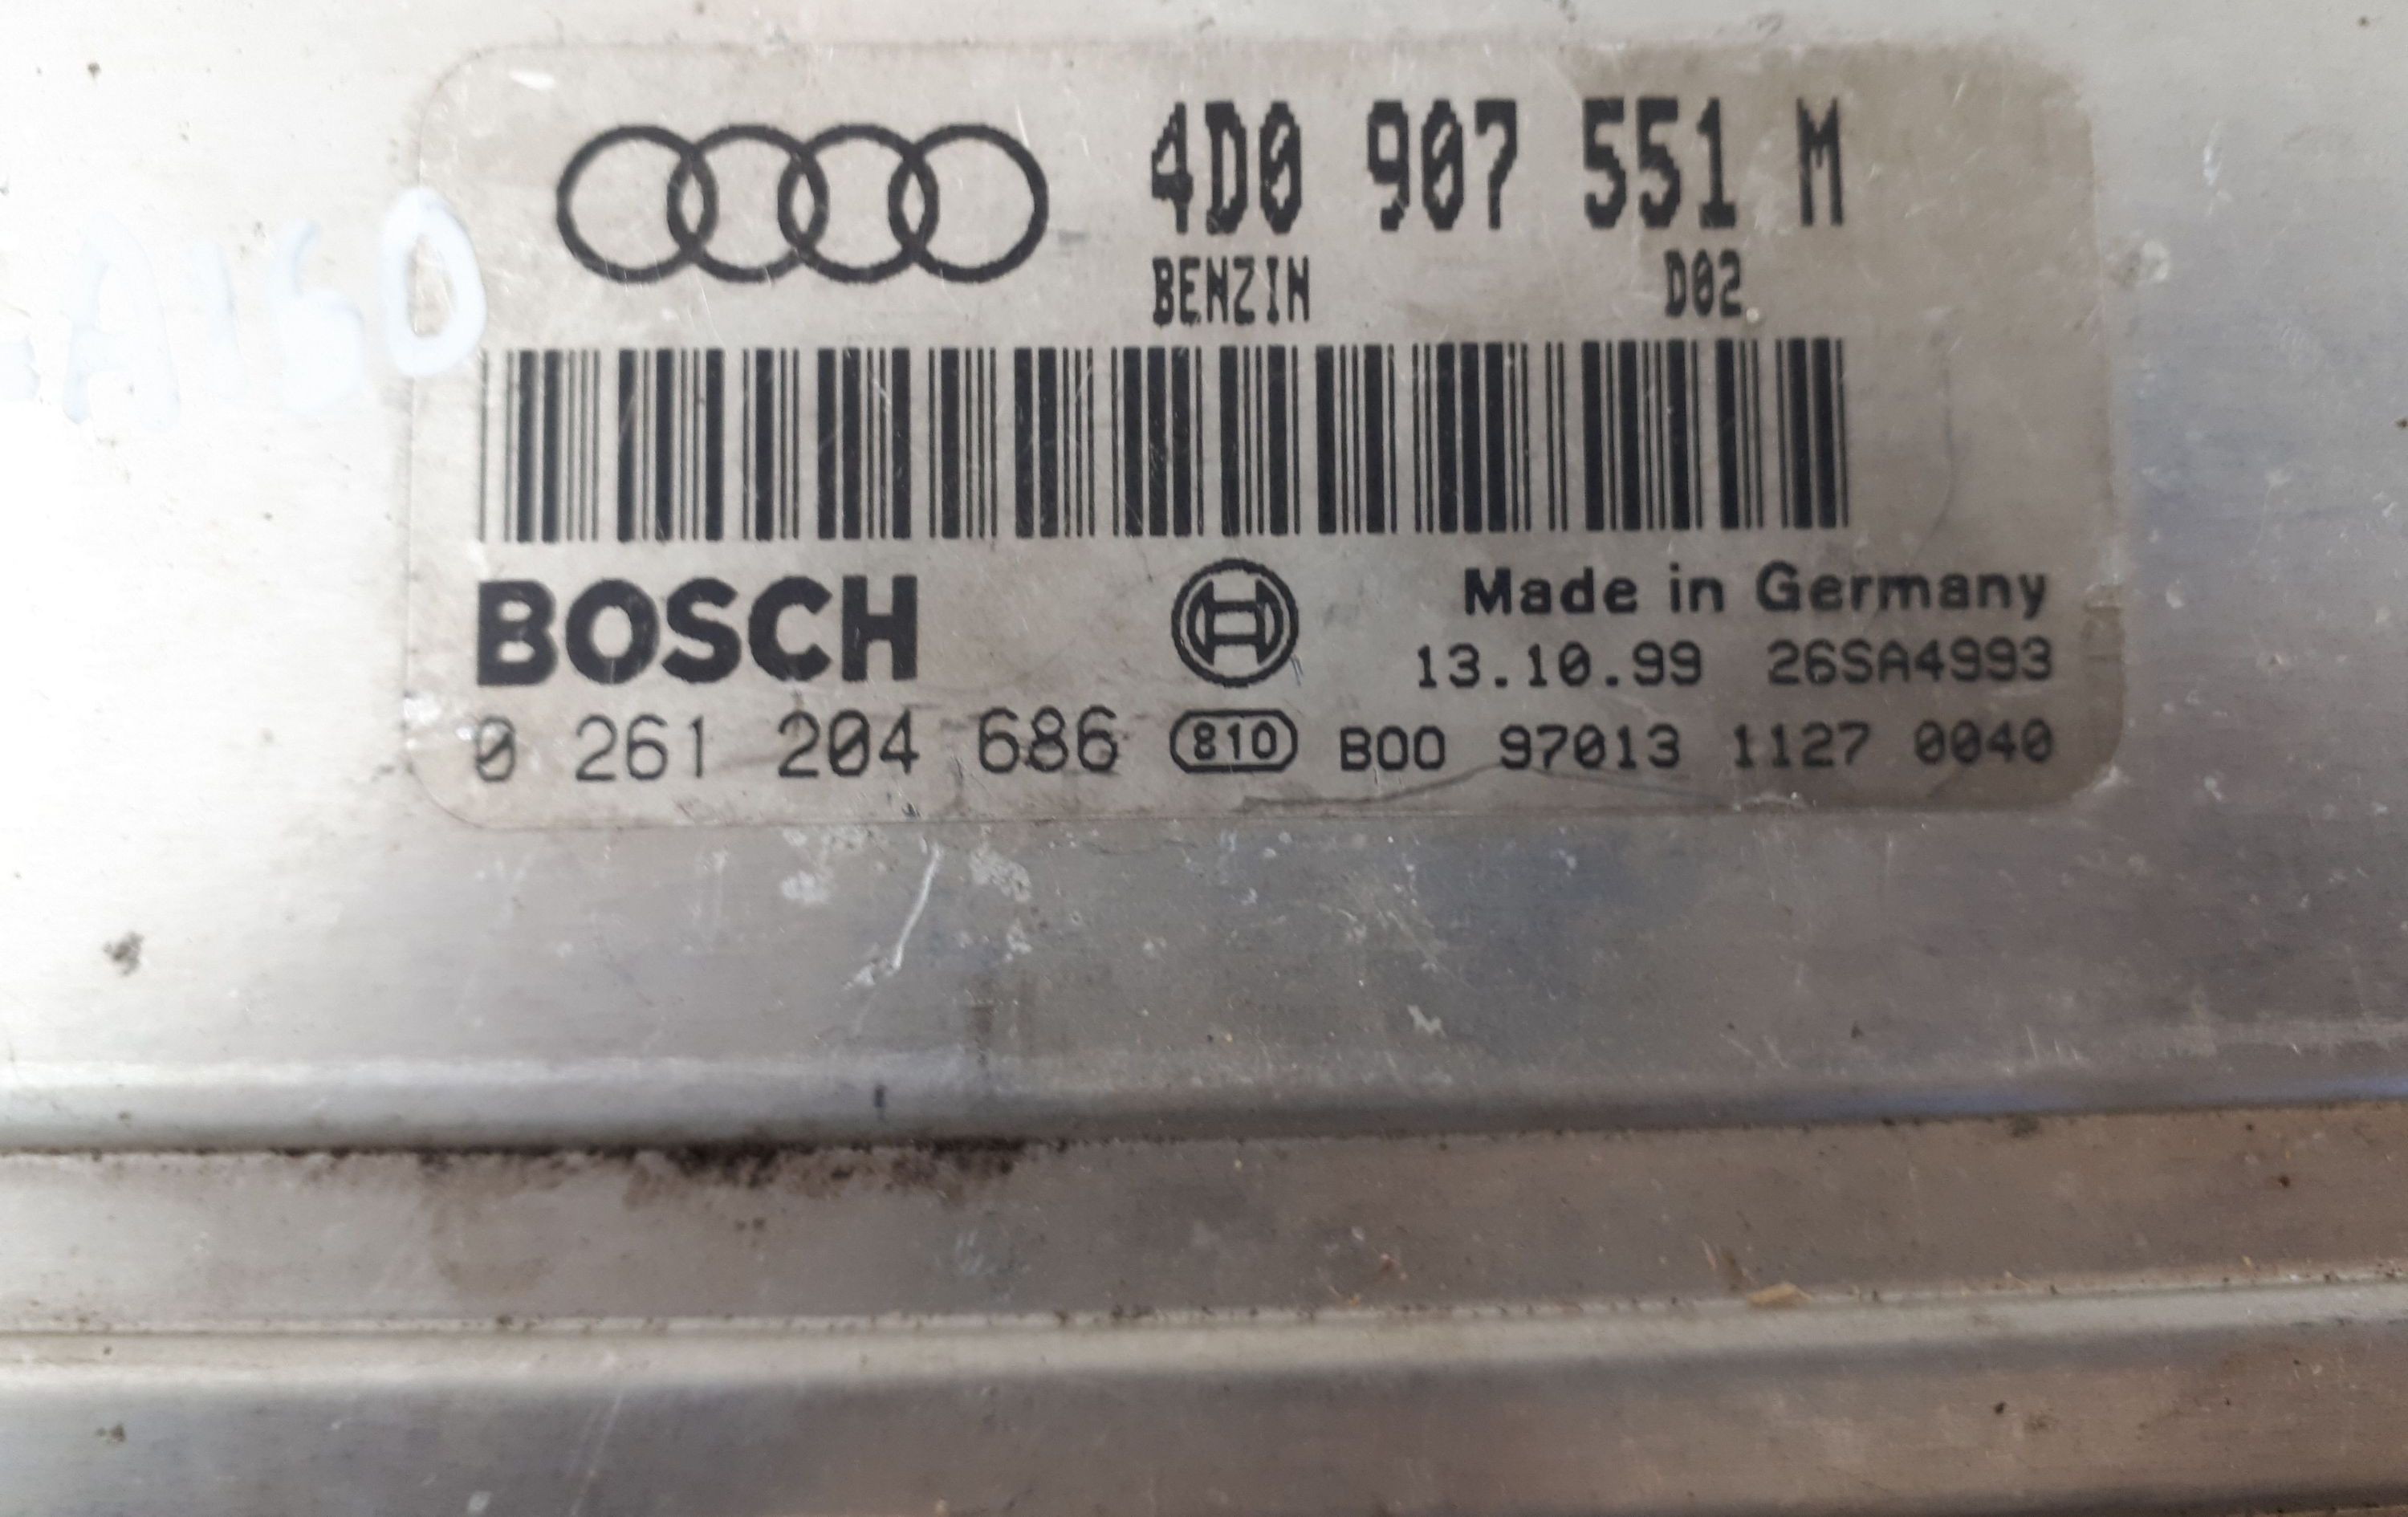 4D0 907 551 M
BENZIN D02
BOSCH
Made in Germany
13.10.99 26SA4993
0 261 204 686 810 B00 97013 1127 0040